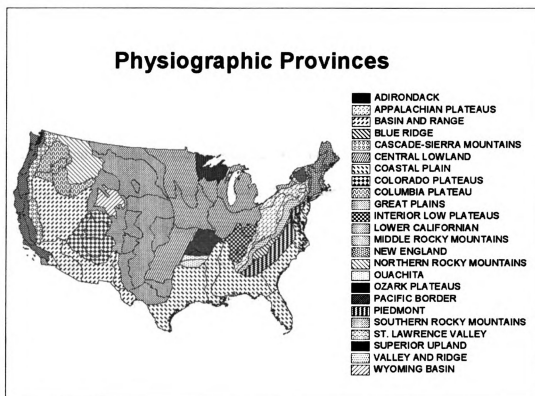 Physiographic Provinces
ADIRONDACK
APPALACHIAN PLATEAUS
BASIN AND RANGE
BLUE RIDGE
CASCADE-SIERRA MOUNTAINS
CENTRAL LOWLAND
COASTAL PLAIN
COLORADO PLATEAUS
COLUMBIA PLATEAU
GREAT PLAINS
INTERIOR LOW PLATEAUS
LOWER CALIFORNIAN
MIDDLE ROCKY MOUNTAINS
NEW ENGLAND
NORTHERN ROCKY MOUNTAINS
OUACHITA
OZARK PLATEAUS
PACIFIC BORDER
PIEDMONT
SOUTHERN ROCKY MOUNTAINS
ST. LAWRENCE VALLEY
SUPERIOR UPLAND
VALLEY AND RIDGE
WYOMING BASIN